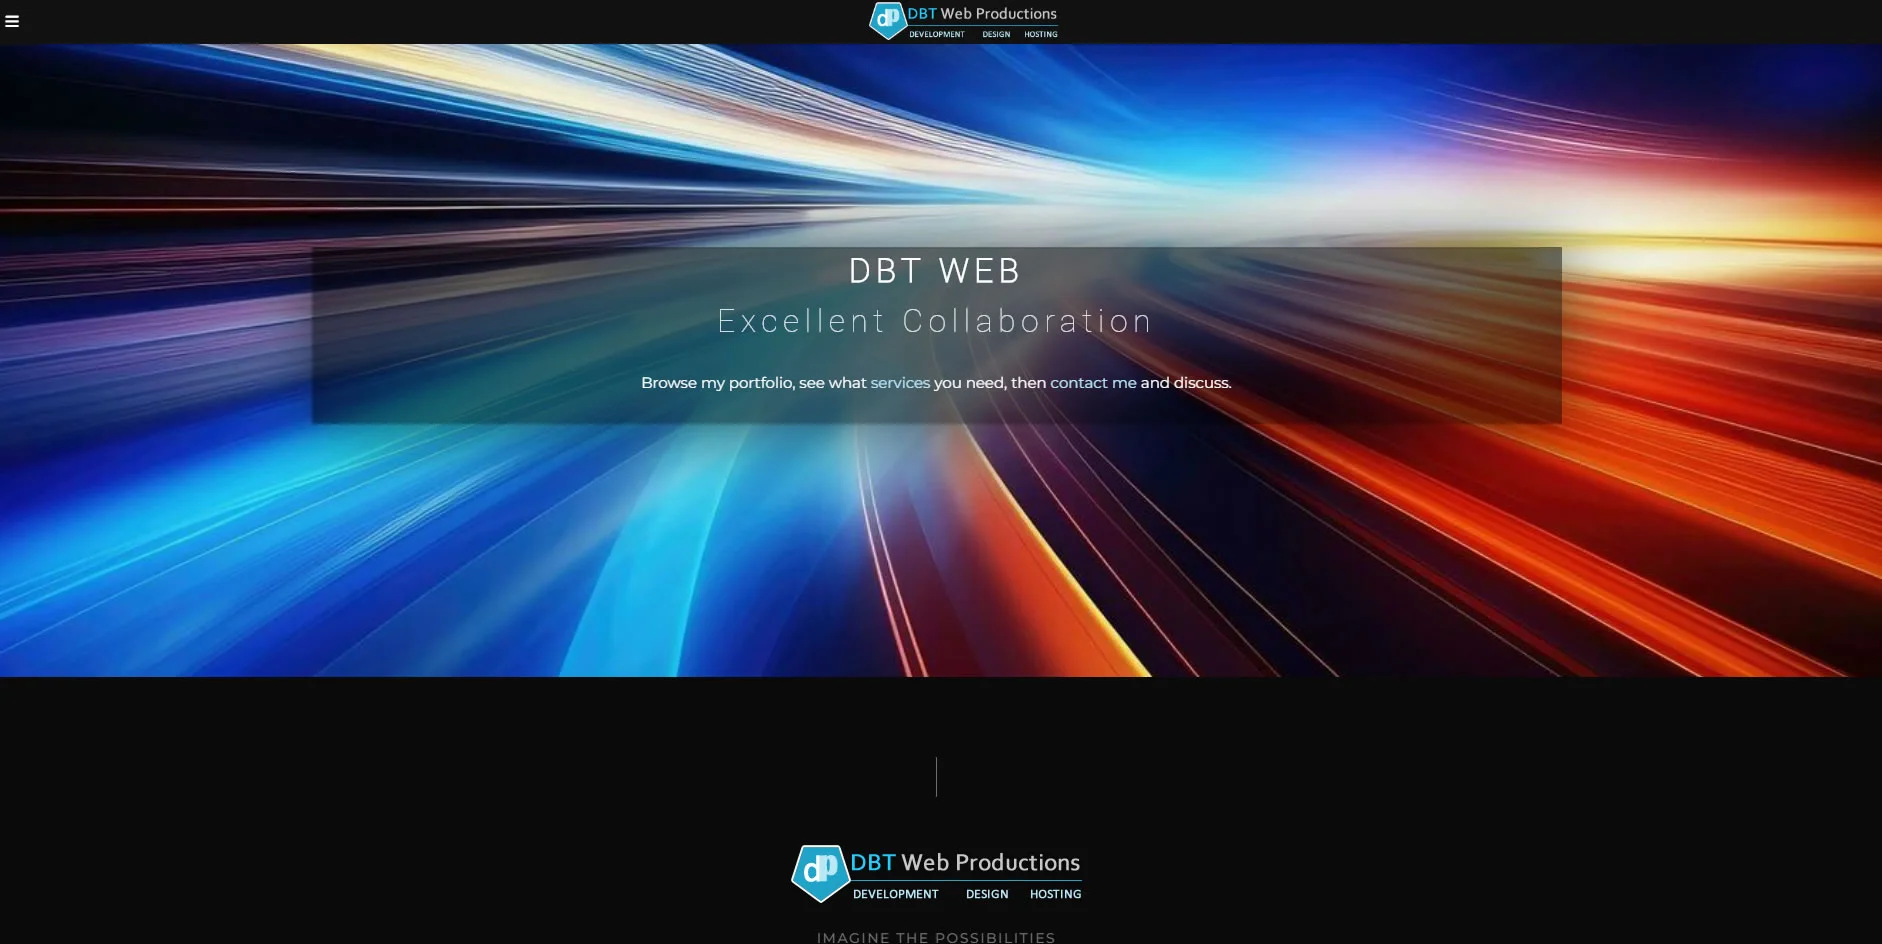 dp DBT Web Productions
DEVELOPMENT DESIGN HOSTING
DBT WEB
Excellent Collaboration
Browse my portfolio, see what services you need, then contact me and discuss.
dp DBT Web Productions
DEVELOPMENT DESIGN HOSTING
IMAGINE THE POSSIBILITIES